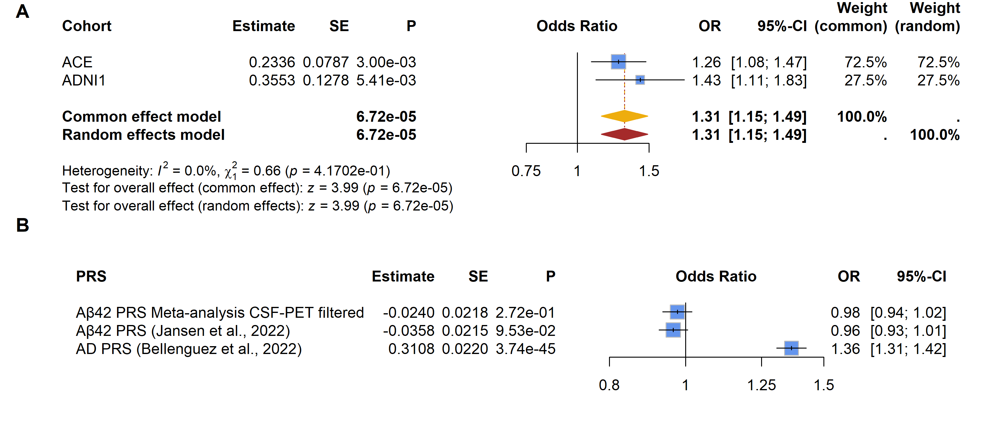 A
Weight Weight
Cohort Estimate SE P Odds Ratio OR 95%-CI (common) (random)
ACE 0.2336 0.0787 3.00e-03 1.26 [1.08; 1.47] 72.5% 72.5%
ADNI1 0.3553 0.1278 5.41e-03 1.43 [1.11; 1.83] 27.5% 27.5%
Common effect model 6.72e-05 1.31 [1.15; 1.49] 100.0% .
Random effects model 6.72e-05 1.31 [1.15; 1.49] . 100.0%
0.75 1 1.5
Heterogeneity: I² = 0.0%, χ²₁ = 0.66 (p = 4.1702e-01)
Test for overall effect (common effect): z = 3.99 (p = 6.72e-05)
Test for overall effect (random effects): z = 3.99 (p = 6.72e-05)
B
PRS Estimate SE P Odds Ratio OR 95%-CI
Aβ42 PRS Meta-analysis CSF-PET filtered -0.0240 0.0218 2.72e-01 0.98 [0.94; 1.02]
Aβ42 PRS (Jansen et al., 2022) -0.0358 0.0215 9.53e-02 0.96 [0.93; 1.01]
AD PRS (Bellenguez et al., 2022) 0.3108 0.0220 3.74e-45 1.36 [1.31; 1.42]
0.8 1 1.25 1.5